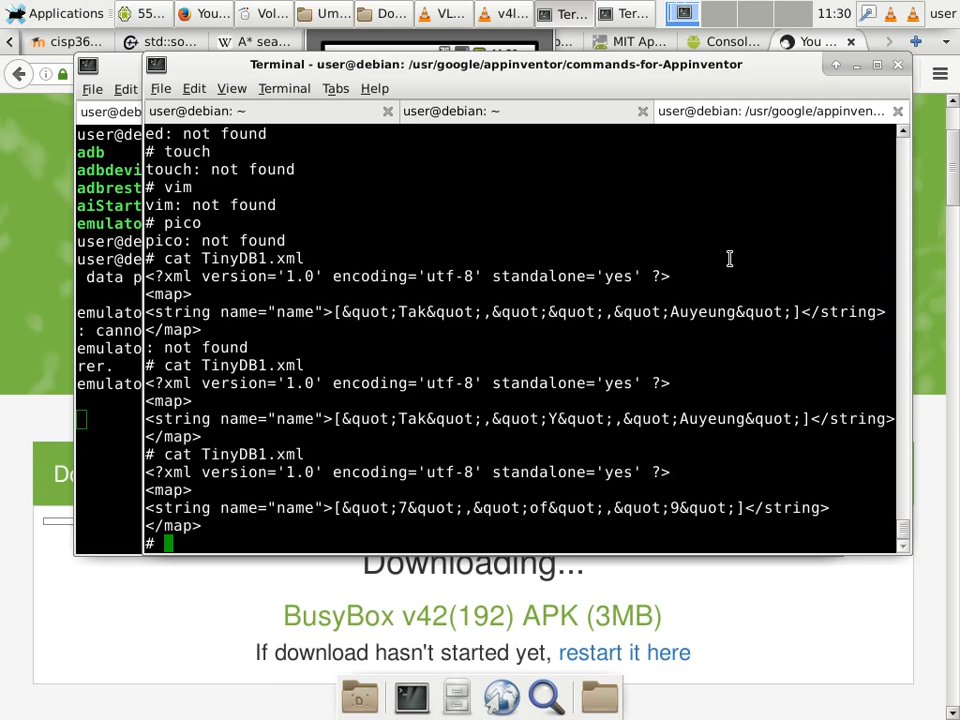 Applications
55...
You...
Vol...
Um...
Do...
VL...
v4l...
Ter...
Ter...
11:30
user
cisp36...
std::so...
A* sea...
MIT Ap...
Consol...
You ...
Terminal - user@debian: /usr/google/appinventor/commands-for-Appinventor
File Edit
File Edit View Terminal Tabs Help
user@deb
user@debian: ~
user@debian: ~
user@debian: /usr/google/appinven...
user@de
adb
adbdevi
adbrest
aiStart
emulato
user@de
user@de
data p
emulato
: canno
emulato
rer.
emulato
ed: not found
# touch
touch: not found
# vim
vim: not found
# pico
pico: not found
# cat TinyDB1.xml
<?xml version='1.0' encoding='utf-8' standalone='yes' ?>
<map>
<string name="name">[&quot;Tak&quot;,&quot;&quot;,&quot;Auyeung&quot;]</string>
</map>
: not found
# cat TinyDB1.xml
<?xml version='1.0' encoding='utf-8' standalone='yes' ?>
<map>
<string name="name">[&quot;Tak&quot;,&quot;Y&quot;,&quot;Auyeung&quot;]</string>
</map>
# cat TinyDB1.xml
<?xml version='1.0' encoding='utf-8' standalone='yes' ?>
<map>
<string name="name">[&quot;7&quot;,&quot;of&quot;,&quot;9&quot;]</string>
</map>
#
Do
Downloading...
BusyBox v42(192) APK (3MB)
If download hasn't started yet, restart it here